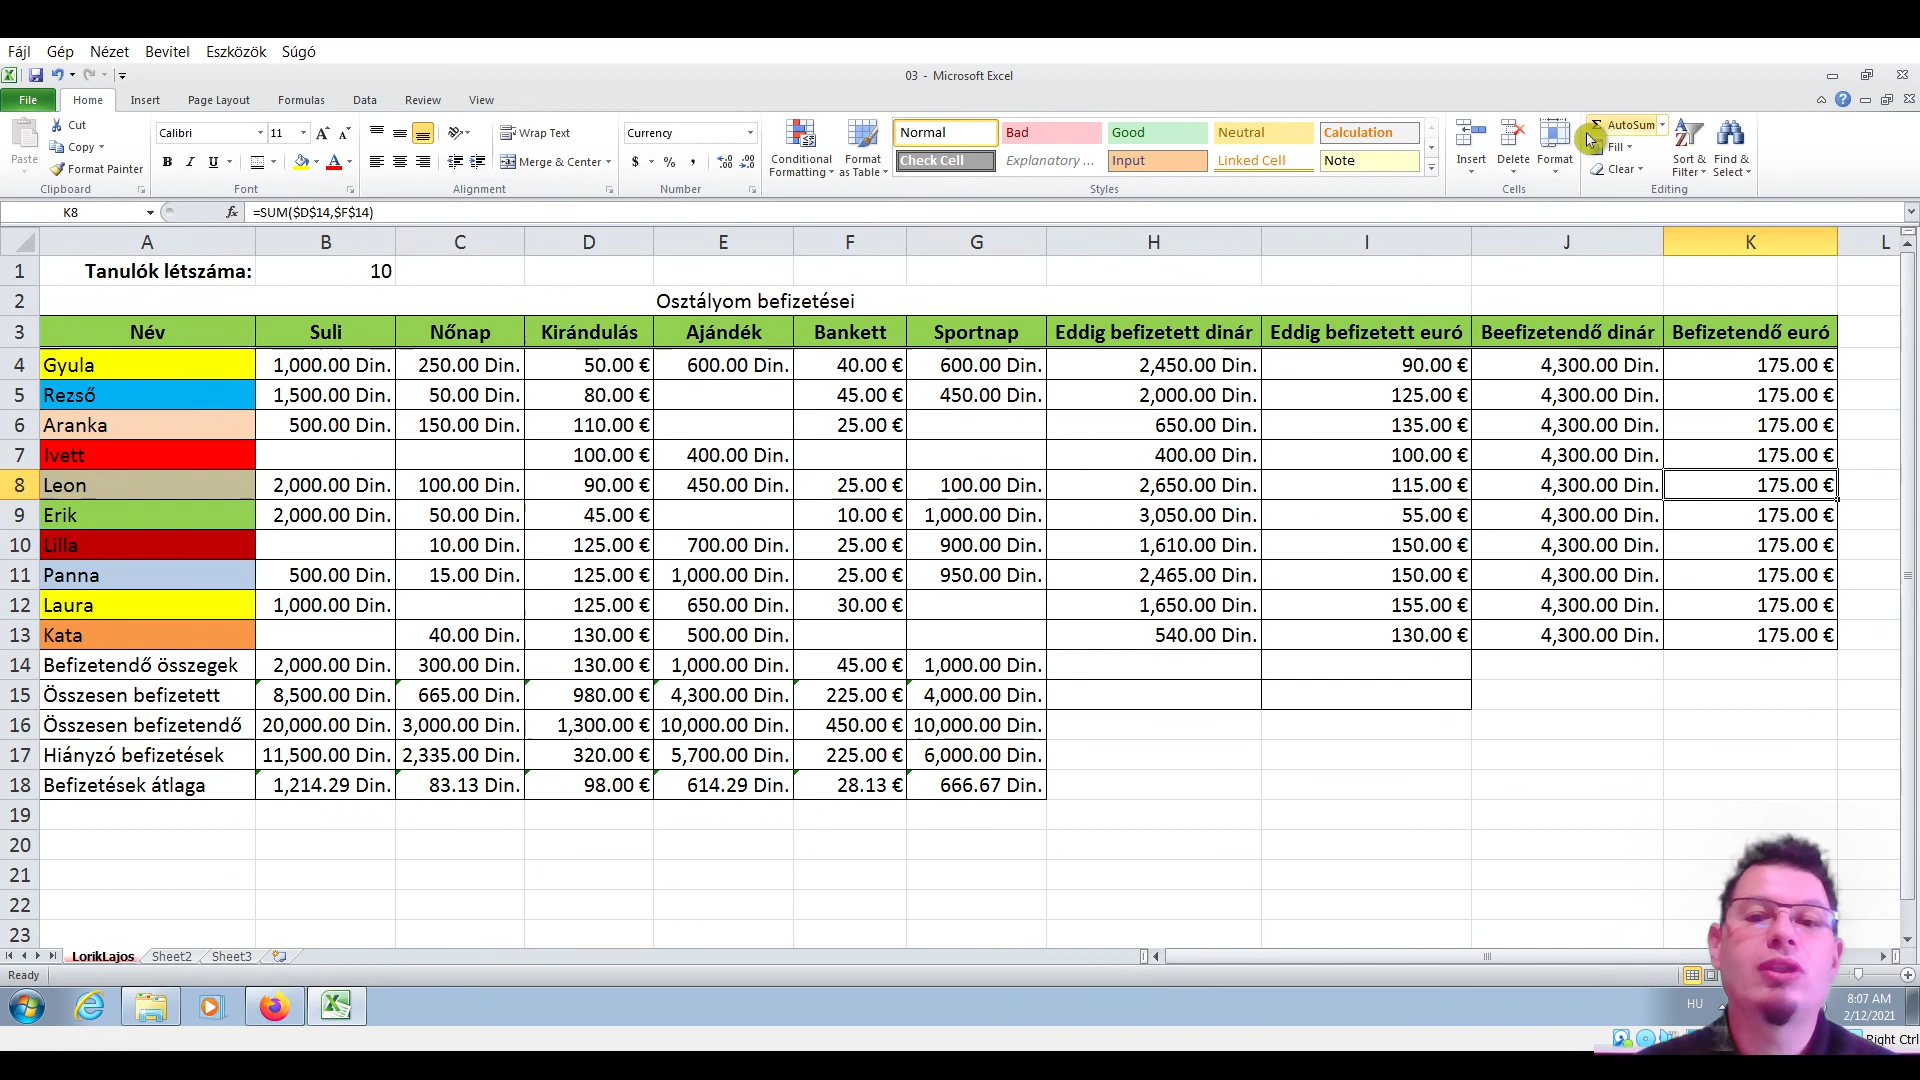 Fájl Gép Nézet Bevitel Eszközök Súgó
03 - Microsoft Excel
File Home Insert Page Layout Formulas Data Review View
Paste Cut Copy Format Painter Clipboard
Calibri 11 B I U Font
Wrap Text Merge & Center Alignment
Currency $ % , Number
Conditional Formatting Format as Table
Normal Bad Good Neutral Calculation
Check Cell Explanatory ... Input Linked Cell Note
Styles
Insert Delete Format Cells
Σ AutoSum Fill Clear Sort & Filter Find & Select Editing
K8 fx =SUM($D$14,$F$14)
A B C D E F G H I J K L
1 Tanulók létszáma: 10
2 Osztályom befizetései
3 Név Suli Nőnap Kirándulás Ajándék Bankett Sportnap Eddig befizetett dinár Eddig befizetett euró Beefizetendő dinár Befizetendő euró
4 Gyula 1,000.00 Din. 250.00 Din. 50.00 € 600.00 Din. 40.00 € 600.00 Din. 2,450.00 Din. 90.00 € 4,300.00 Din. 175.00 €
5 Rezső 1,500.00 Din. 50.00 Din. 80.00 € 45.00 € 450.00 Din. 2,000.00 Din. 125.00 € 4,300.00 Din. 175.00 €
6 Aranka 500.00 Din. 150.00 Din. 110.00 € 25.00 € 650.00 Din. 135.00 € 4,300.00 Din. 175.00 €
7 Ivett 100.00 € 400.00 Din. 400.00 Din. 100.00 € 4,300.00 Din. 175.00 €
8 Leon 2,000.00 Din. 100.00 Din. 90.00 € 450.00 Din. 25.00 € 100.00 Din. 2,650.00 Din. 115.00 € 4,300.00 Din. 175.00 €
9 Erik 2,000.00 Din. 50.00 Din. 45.00 € 10.00 € 1,000.00 Din. 3,050.00 Din. 55.00 € 4,300.00 Din. 175.00 €
10 Lilla 10.00 Din. 125.00 € 700.00 Din. 25.00 € 900.00 Din. 1,610.00 Din. 150.00 € 4,300.00 Din. 175.00 €
11 Panna 500.00 Din. 15.00 Din. 125.00 € 1,000.00 Din. 25.00 € 950.00 Din. 2,465.00 Din. 150.00 € 4,300.00 Din. 175.00 €
12 Laura 1,000.00 Din. 125.00 € 650.00 Din. 30.00 € 1,650.00 Din. 155.00 € 4,300.00 Din. 175.00 €
13 Kata 40.00 Din. 130.00 € 500.00 Din. 540.00 Din. 130.00 € 4,300.00 Din. 175.00 €
14 Befizetendő összegek 2,000.00 Din. 300.00 Din. 130.00 € 1,000.00 Din. 45.00 € 1,000.00 Din.
15 Összesen befizetett 8,500.00 Din. 665.00 Din. 980.00 € 4,300.00 Din. 225.00 € 4,000.00 Din.
16 Összesen befizetendő 20,000.00 Din. 3,000.00 Din. 1,300.00 € 10,000.00 Din. 450.00 € 10,000.00 Din.
17 Hiányzó befizetések 11,500.00 Din. 2,335.00 Din. 320.00 € 5,700.00 Din. 225.00 € 6,000.00 Din.
18 Befizetések átlaga 1,214.29 Din. 83.13 Din. 98.00 € 614.29 Din. 28.13 € 666.67 Din.
19
20
21
22
23
LorikLajos Sheet2 Sheet3
Ready
HU 8:07 AM
2/12/2021
Right Ctrl